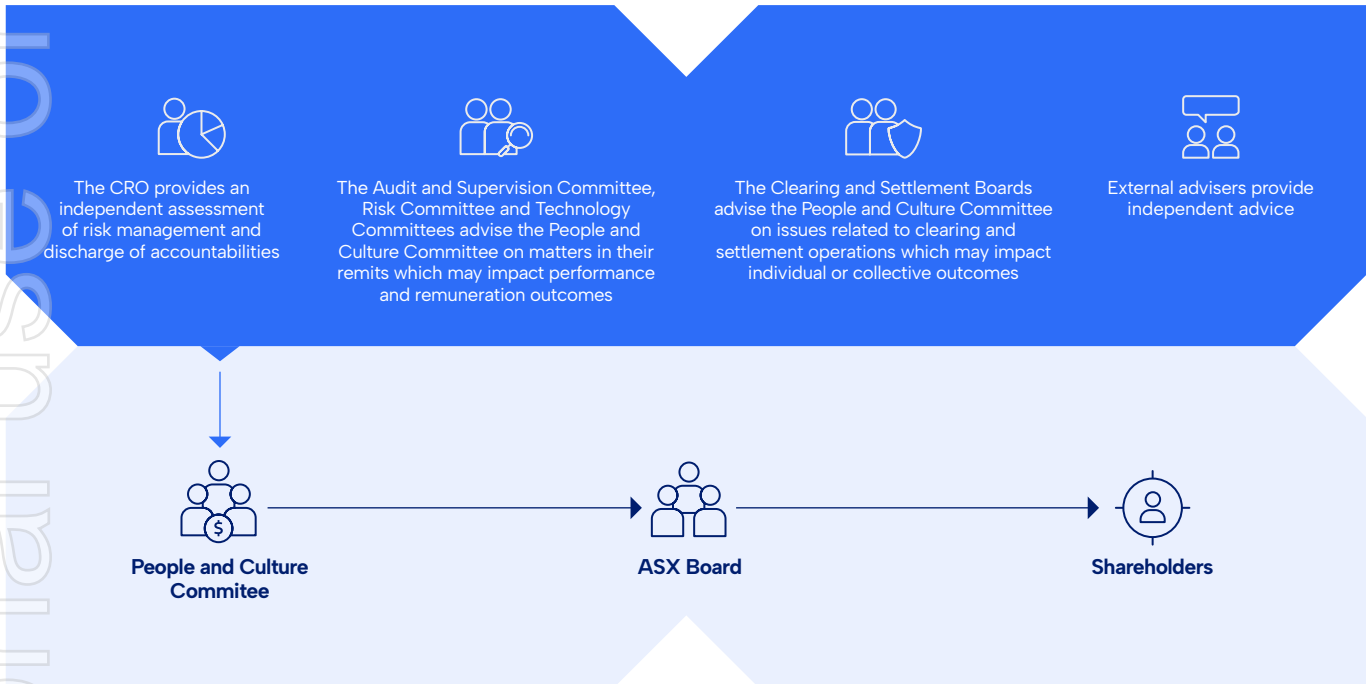 The CRO provides an
independent assessment
of risk management and
discharge of accountabilities
The Audit and Supervision Committee,
Risk Committee and Technology
Committees advise the People and
Culture Committee on matters in their
remits which may impact performance
and remuneration outcomes
The Clearing and Settlement Boards
advise the People and Culture Committee
on issues related to clearing and
settlement operations which may impact
individual or collective outcomes
External advisers provide
independent advice
$
People and Culture
Commitee
ASX Board
Shareholders
use